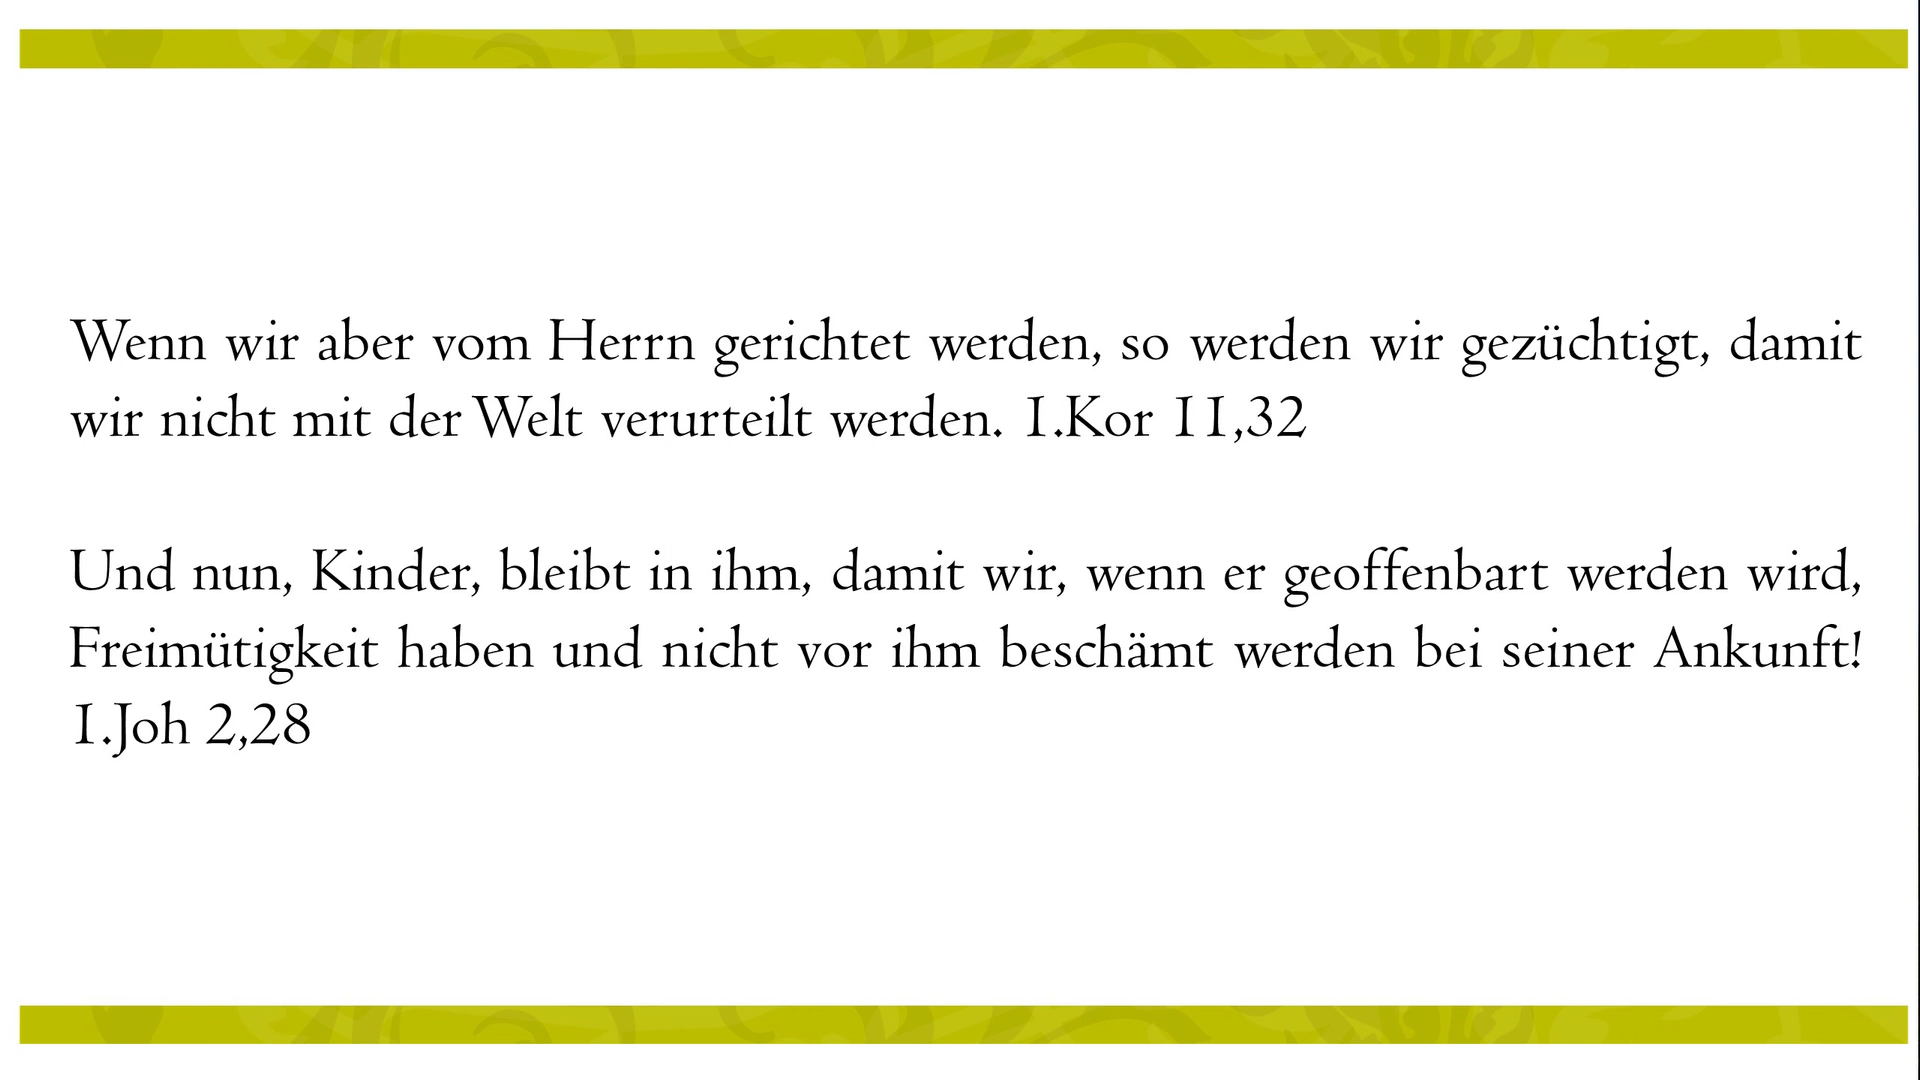 Wenn wir aber vom Herrn gerichtet werden, so werden wir gezüchtigt, damit
wir nicht mit der Welt verurteilt werden. 1.Kor 11,32
Und nun, Kinder, bleibt in ihm, damit wir, wenn er geoffenbart werden wird,
Freimütigkeit haben und nicht vor ihm beschämt werden bei seiner Ankunft!
1.Joh 2,28